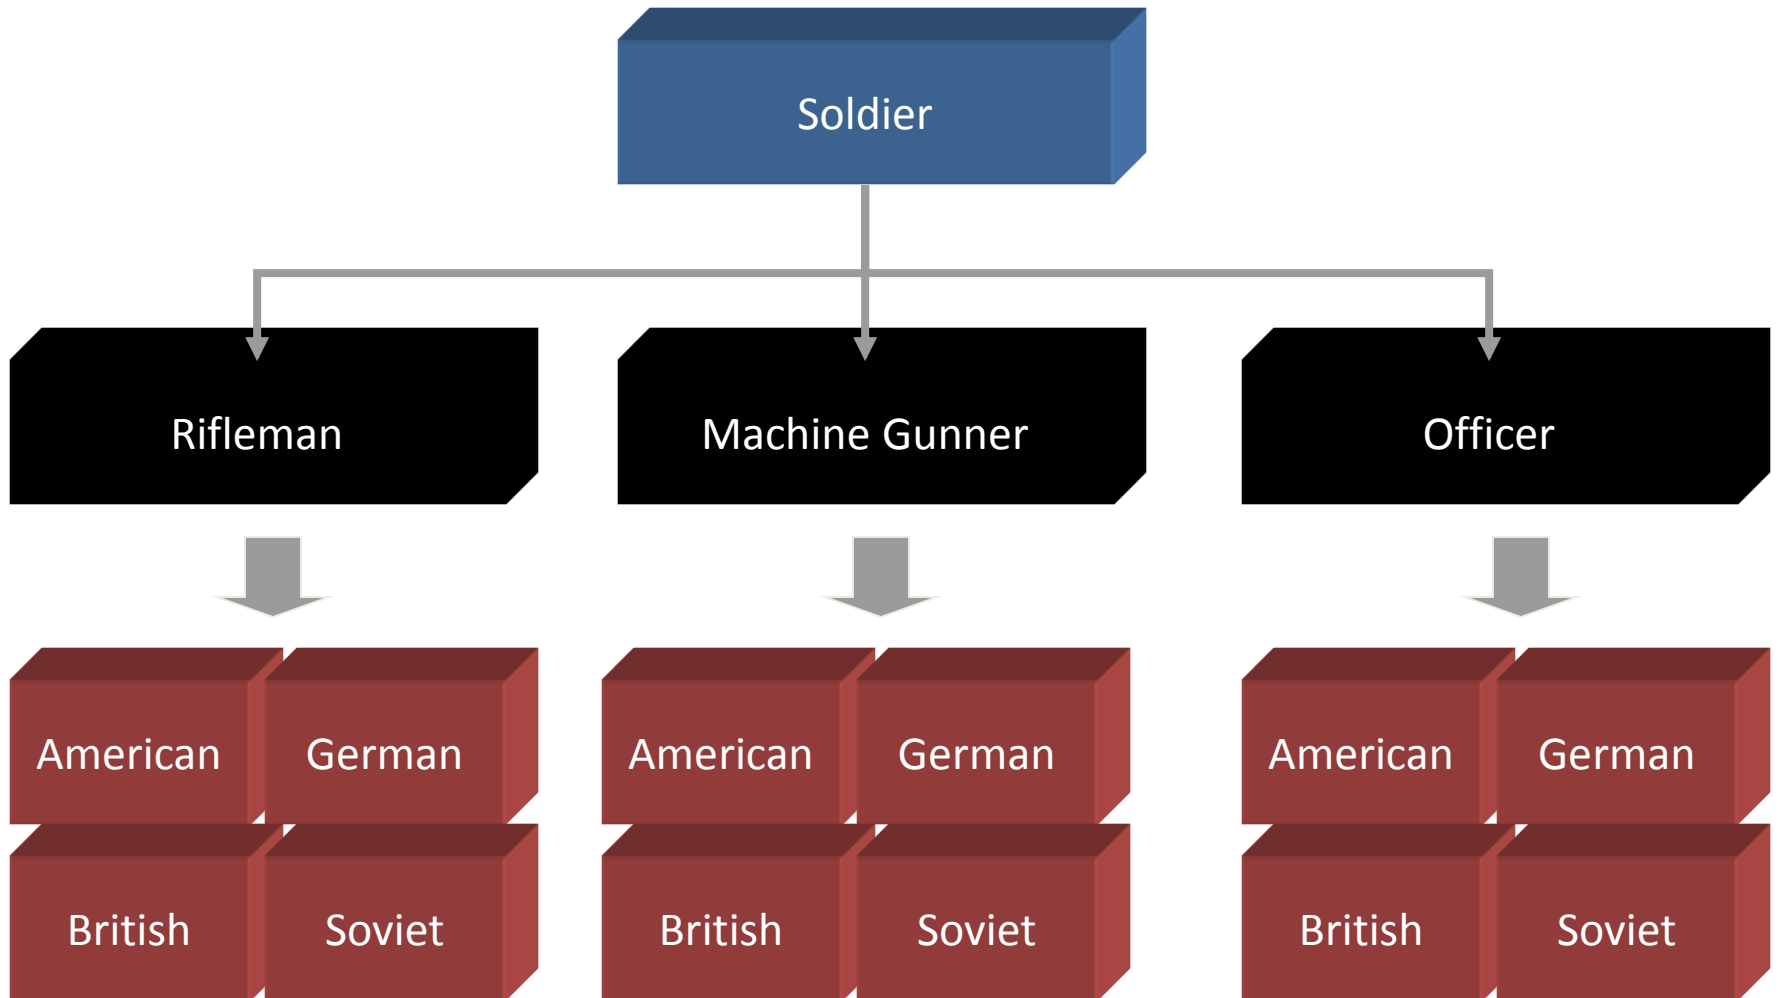 Soldier
Rifleman
Machine Gunner
Officer
American
German
American
German
American
German
British
Soviet
British
Soviet
British
Soviet